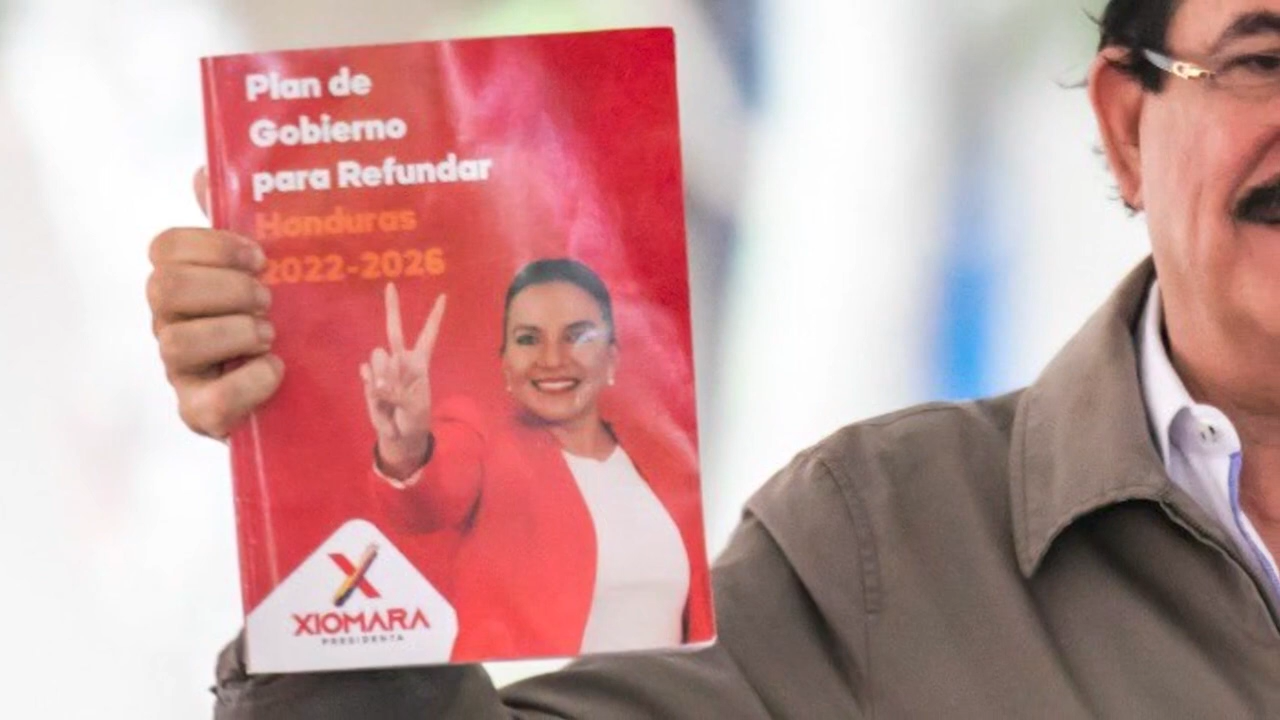 Plan de
Gobierno
para Refundar
Honduras
2022-2026
XIOMARA
PRESIDENTA